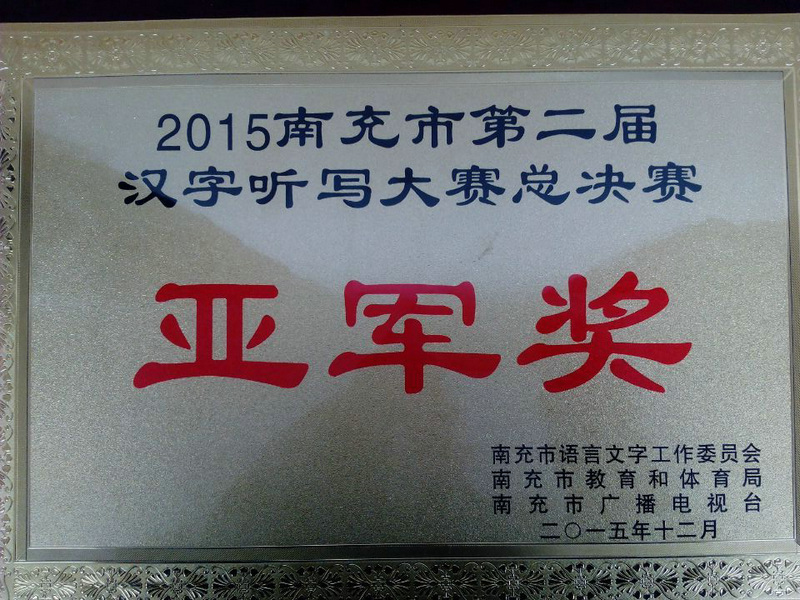 2015南充市第二届
汉字听写大赛总决赛
亚军奖
南充市语言文字工作委员会
南充市教育和体育局
南充市广播电视台
二〇一五年十二月